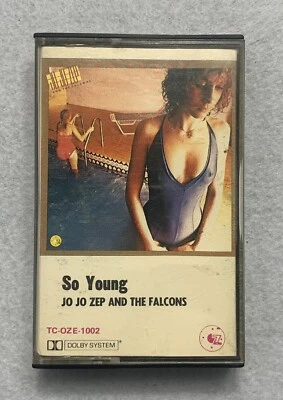 So Young
JO JO ZEP AND THE FALCONS
TC-OZE-1002
DOLBY SYSTEM